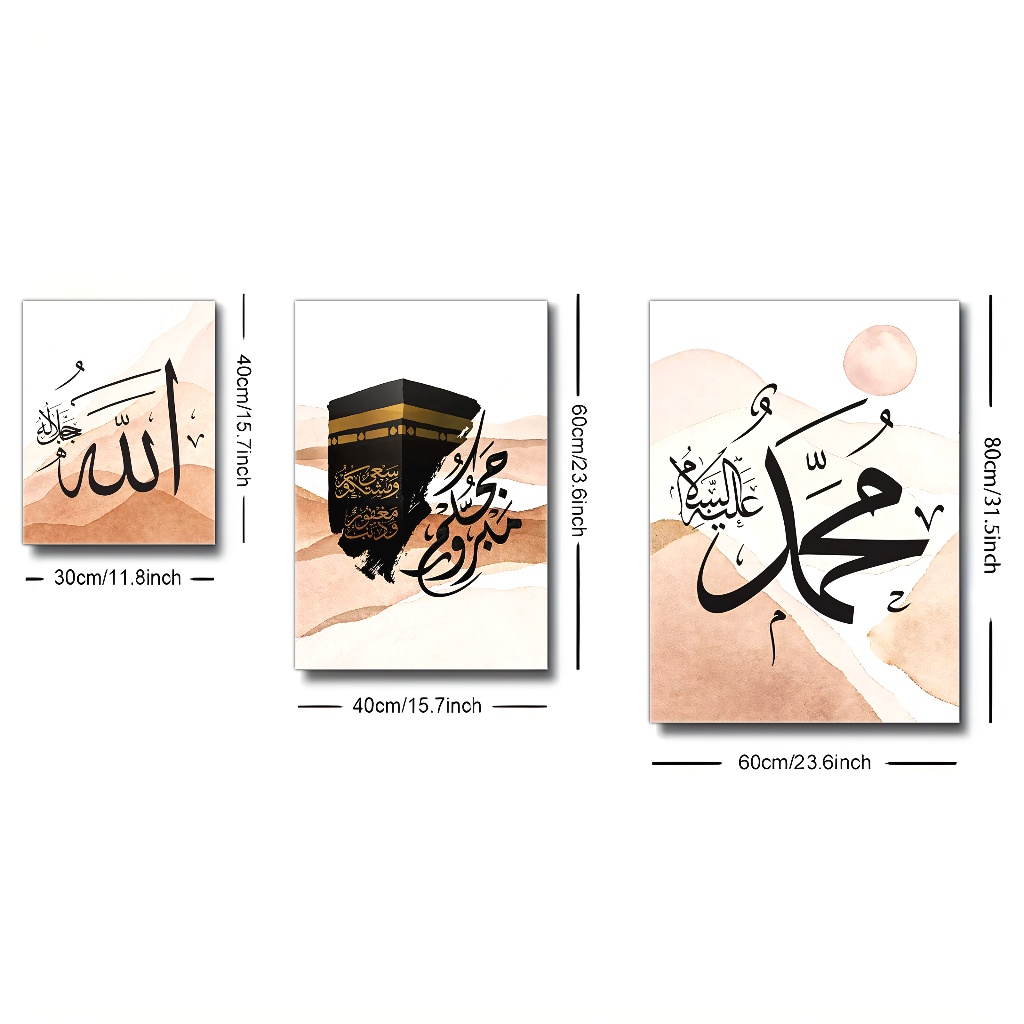 الله
جل جلاله
40cm/15.7inch
30cm/11.8inch
حج مبرور
وسعي مشكور
وذنب مغفور
60cm/23.6inch
40cm/15.7inch
محمد
عليه السلام
80cm/31.5inch
60cm/23.6inch